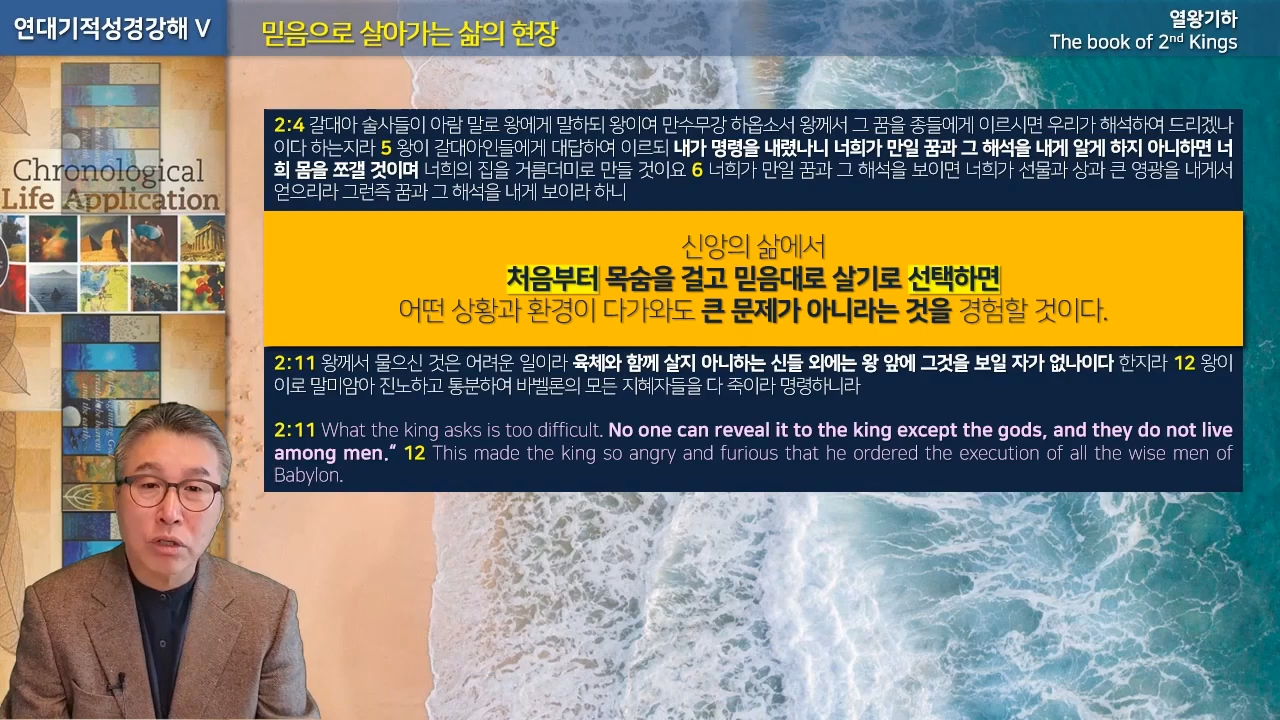 연대기적성경강해 V
믿음으로 살아가는 삶의 현장
열왕기하
The book of 2nd Kings
Chronological
Life Application
2:4 갈대아 술사들이 아람 말로 왕에게 말하되 왕이여 만수무강 하옵소서 왕께서 그 꿈을 종들에게 이르시면 우리가 해석하여 드리겠나
이다 하는지라 5 왕이 갈대아인들에게 대답하여 이르되 내가 명령을 내렸나니 너희가 만일 꿈과 그 해석을 내게 알게 하지 아니하면 너
희 몸을 쪼갤 것이며 너희의 집을 거름더미로 만들 것이요 6 너희가 만일 꿈과 그 해석을 보이면 너희가 선물과 상과 큰 영광을 내게서
얻으리라 그런즉 꿈과 그 해석을 내게 보이라 하니
신앙의 삶에서
처음부터 목숨을 걸고 믿음대로 살기로 선택하면
어떤 상황과 환경이 다가와도 큰 문제가 아니라는 것을 경험할 것이다.
2:11 왕께서 물으신 것은 어려운 일이라 육체와 함께 살지 아니하는 신들 외에는 왕 앞에 그것을 보일 자가 없나이다 한지라 12 왕이
이로 말미암아 진노하고 통분하여 바벨론의 모든 지혜자들을 다 죽이라 명령하니라
2:11 What the king asks is too difficult. No one can reveal it to the king except the gods, and they do not live
among men.“ 12 This made the king so angry and furious that he ordered the execution of all the wise men of
Babylon.